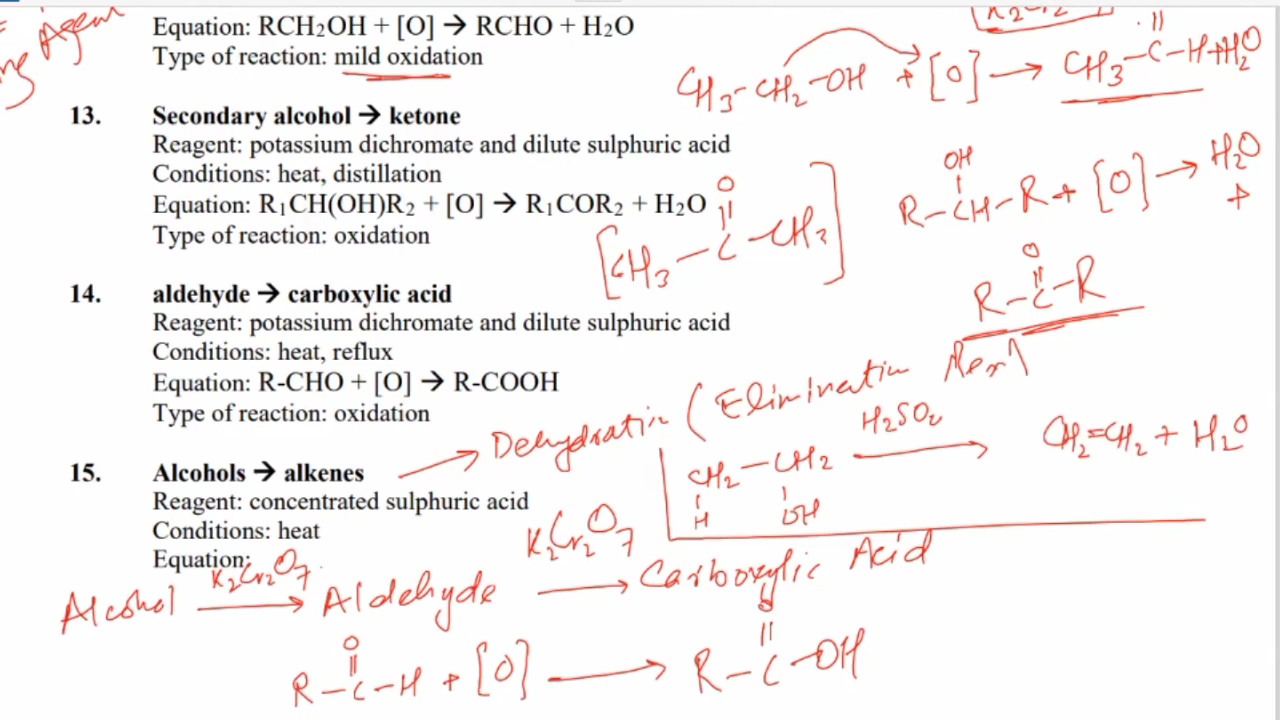 ng Agent
Equation: RCH₂OH + [O] → RCHO + H₂O
Type of reaction: mild oxidation
CH₃-CH₂-OH + [O] → CH₃-C-H+H₂O
13. Secondary alcohol → ketone
Reagent: potassium dichromate and dilute sulphuric acid
Conditions: heat, distillation
Equation: R₁CH(OH)R₂ + [O] → R₁COR₂ + H₂O
Type of reaction: oxidation
O
||
[CH₃-C-CH₃]
OH
R-CH-R + [O] → H₂O
+
O
||
R-C-R
14. aldehyde → carboxylic acid
Reagent: potassium dichromate and dilute sulphuric acid
Conditions: heat, reflux
Equation: R-CHO + [O] → R-COOH
Type of reaction: oxidation
15. Alcohols → alkenes → Dehydration (Elimination Rexn)
Reagent: concentrated sulphuric acid
Conditions: heat
Equation:
H₂SO₂
CH₂-CH₂ → CH₂=CH₂ + H₂O
H OH
K₂Cr₂O₇ K₂Cr₂O₇
Alcohol → Aldehyde → Carboxylic Acid
O O
|| ||
R-C-H + [O] → R-C-OH